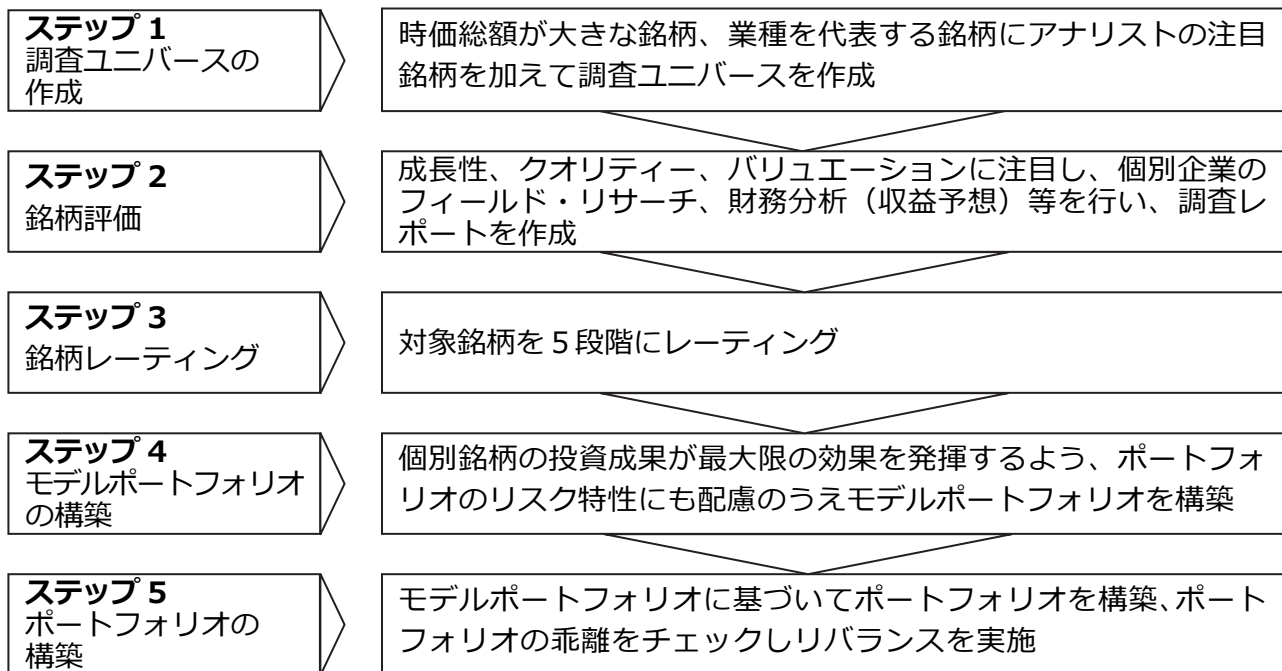 ステップ 1
調査ユニバースの
作成
時価総額が大きな銘柄、業種を代表する銘柄にアナリストの注目
銘柄を加えて調査ユニバースを作成
ステップ 2
銘柄評価
成長性、クオリティー、バリュエーションに注目し、個別企業の
フィールド・リサーチ、財務分析（収益予想）等を行い、調査レ
ポートを作成
ステップ 3
銘柄レーティング
対象銘柄を５段階にレーティング
ステップ 4
モデルポートフォリオ
の構築
個別銘柄の投資成果が最大限の効果を発揮するよう、ポートフォ
リオのリスク特性にも配慮のうえモデルポートフォリオを構築
ステップ 5
ポートフォリオの
構築
モデルポートフォリオに基づいてポートフォリオを構築、ポート
フォリオの乖離をチェックしリバランスを実施